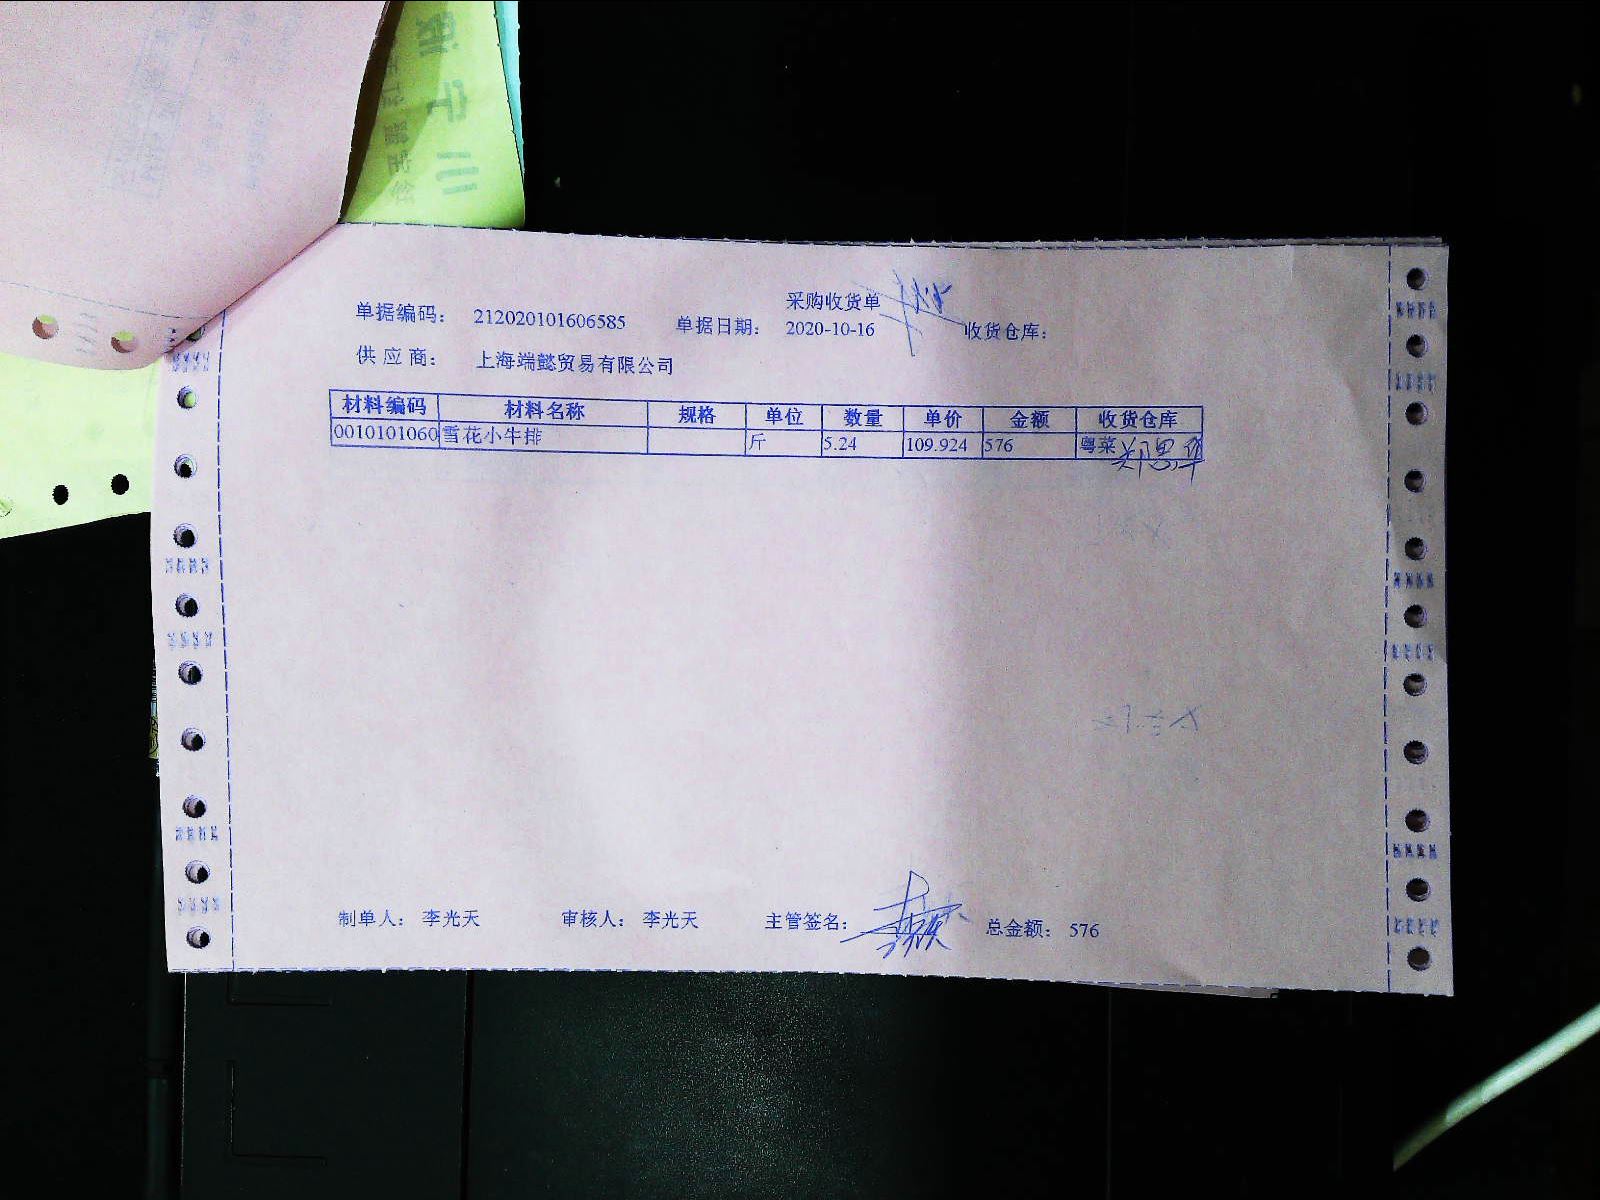 采购收货单
单据编码： 212020101606585 单据日期： 2020-10-16 收货仓库：
供应商： 上海端懿贸易有限公司
材料编码 材料名称 规格 单位 数量 单价 金额 收货仓库
0010101060 雪花小牛排 斤 5.24 109.924 576 粤菜
制单人： 李光天 审核人： 李光天 主管签名： 总金额： 576